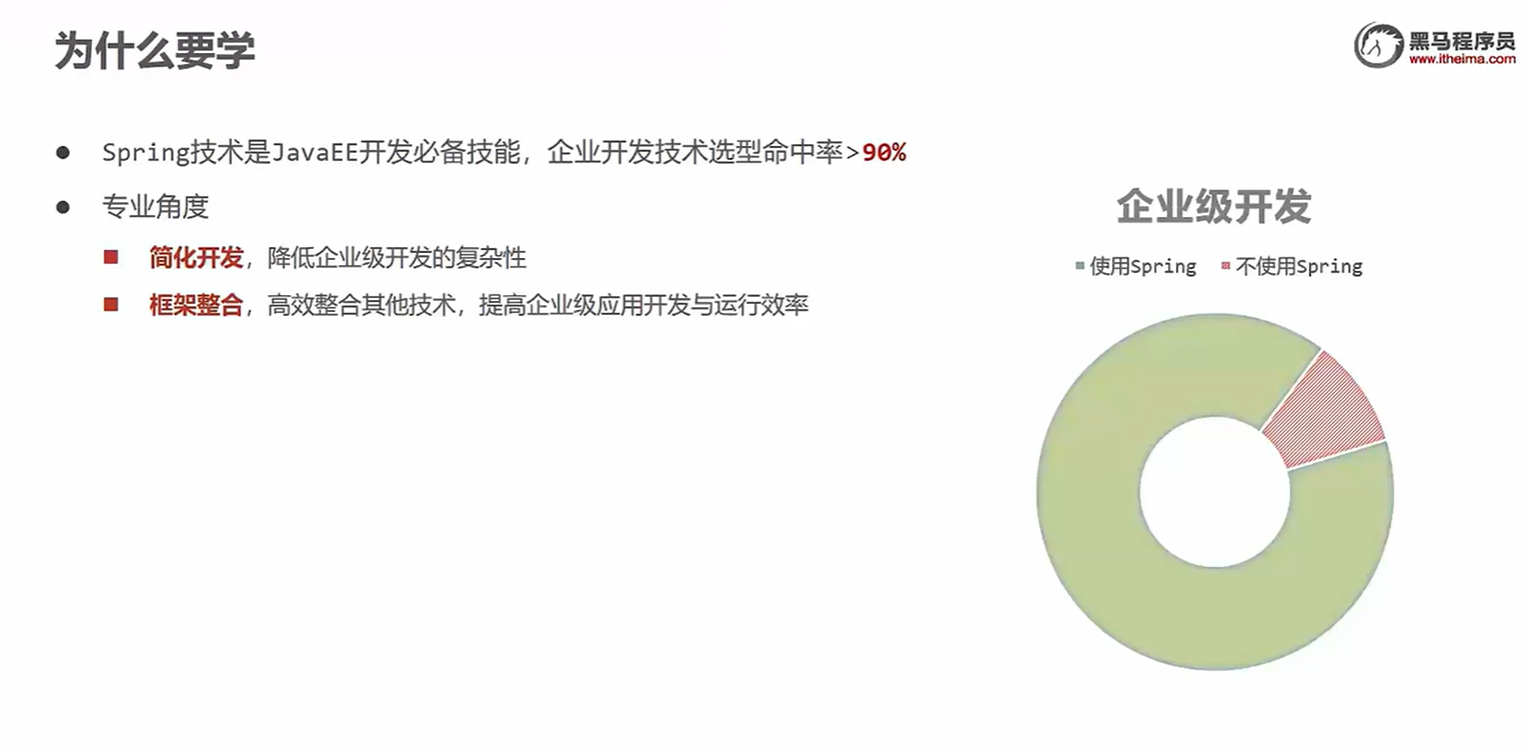 为什么要学
黑马程序员
www.itheima.com
Spring技术是JavaEE开发必备技能，企业开发技术选型命中率>90%
专业角度
简化开发，降低企业级开发的复杂性
框架整合，高效整合其他技术，提高企业级应用开发与运行效率
企业级开发
使用Spring 不使用Spring